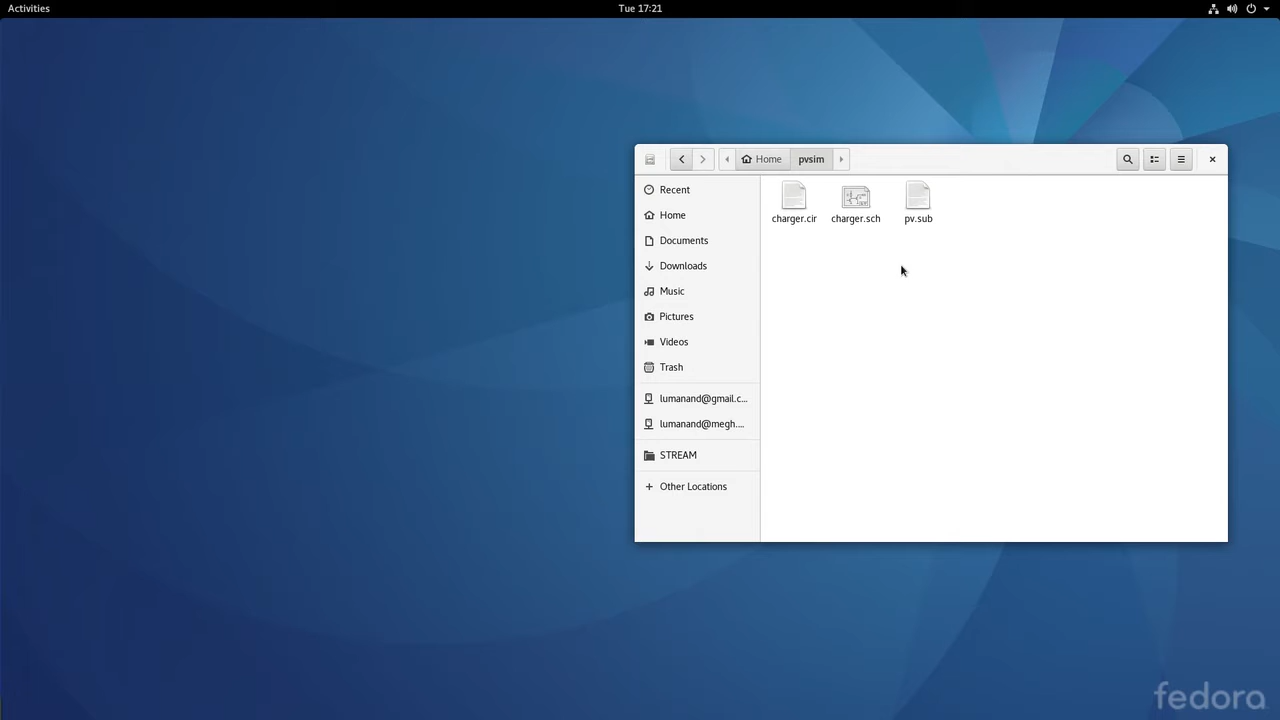 Activities
Tue 17:21
Home
pvsim
Recent
Home
Documents
Downloads
Music
Pictures
Videos
Trash
lumanand@gmail.c...
lumanand@megh....
STREAM
Other Locations
charger.cir
charger.sch
pv.sub
fedora